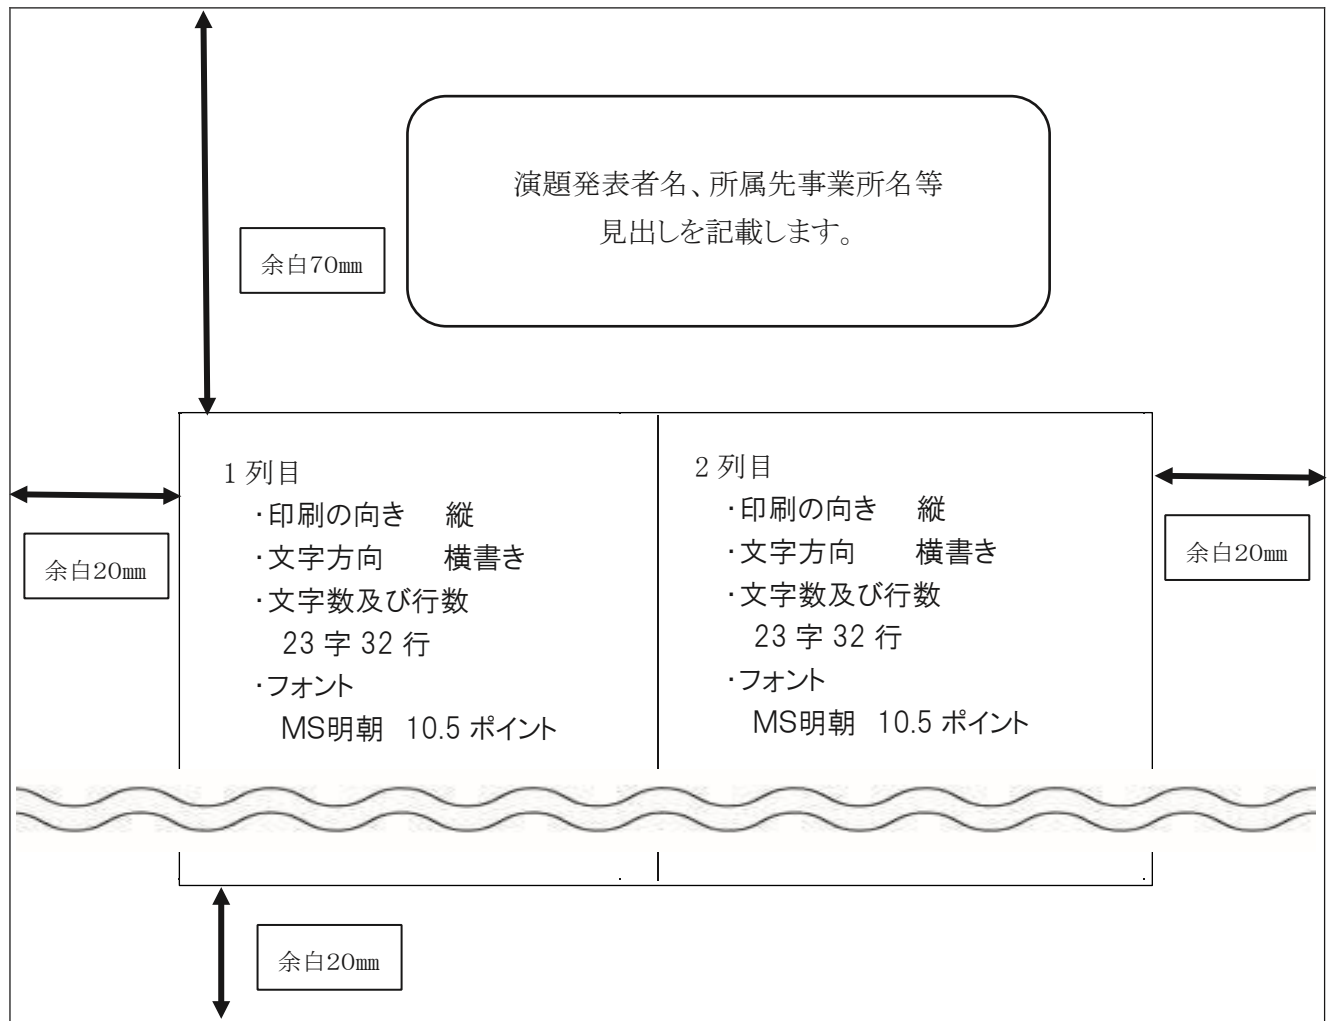 演題発表者名、所属先事業所名等
見出しを記載します。
余白70㎜
1 列目
・印刷の向き　縦
・文字方向　横書き
・文字数及び行数
23 字 32 行
・フォント
MS明朝　10.5 ポイント
2 列目
・印刷の向き　縦
・文字方向　横書き
・文字数及び行数
23 字 32 行
・フォント
MS明朝　10.5 ポイント
余白20㎜
余白20㎜
余白20㎜